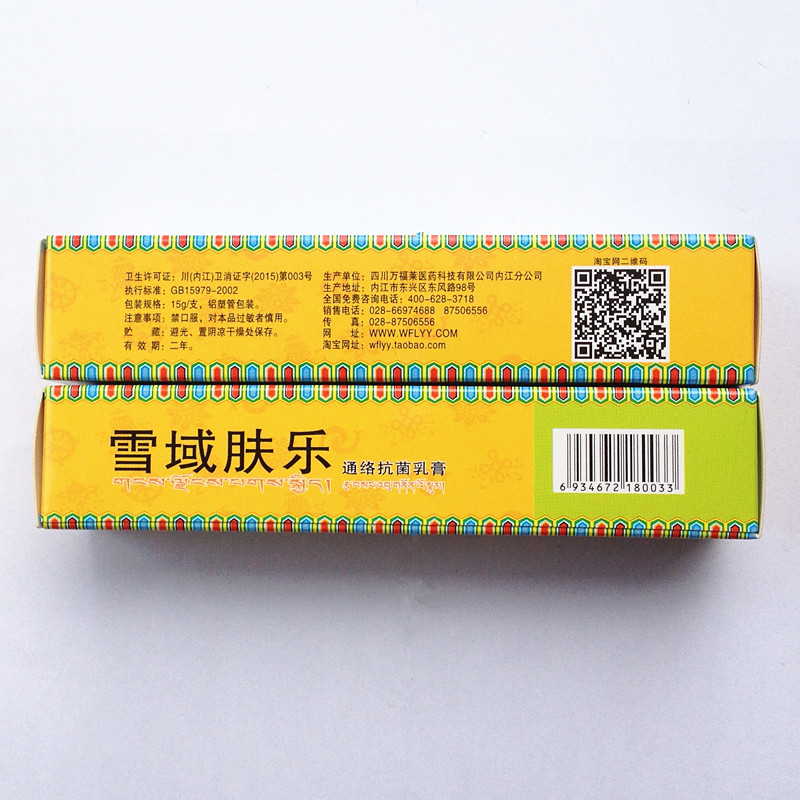 卫生许可证：川(内江)卫消证字(2015)第003号
执行标准：GB15979-2002
包装规格：15g/支，铝塑管包装。
注意事项：禁口服，对本品过敏者慎用。
贮 藏：避光、置阴凉干燥处保存。
有 效 期：二年。
生产单位：四川万福莱医药科技有限公司内江分公司
生产地址：内江市东兴区东风路98号
全国免费咨询电话：400-628-3718
销售电话：028-66974688 87506556
传 真：028-87506556
网 址：WWW.WFLYY.COM
淘宝网址：wflyy.taobao.com
淘宝网二维码
雪域肤乐 通络抗菌乳膏
གངས་ལྗོངས་པགས་སྐྱིད།
6 934672 180033